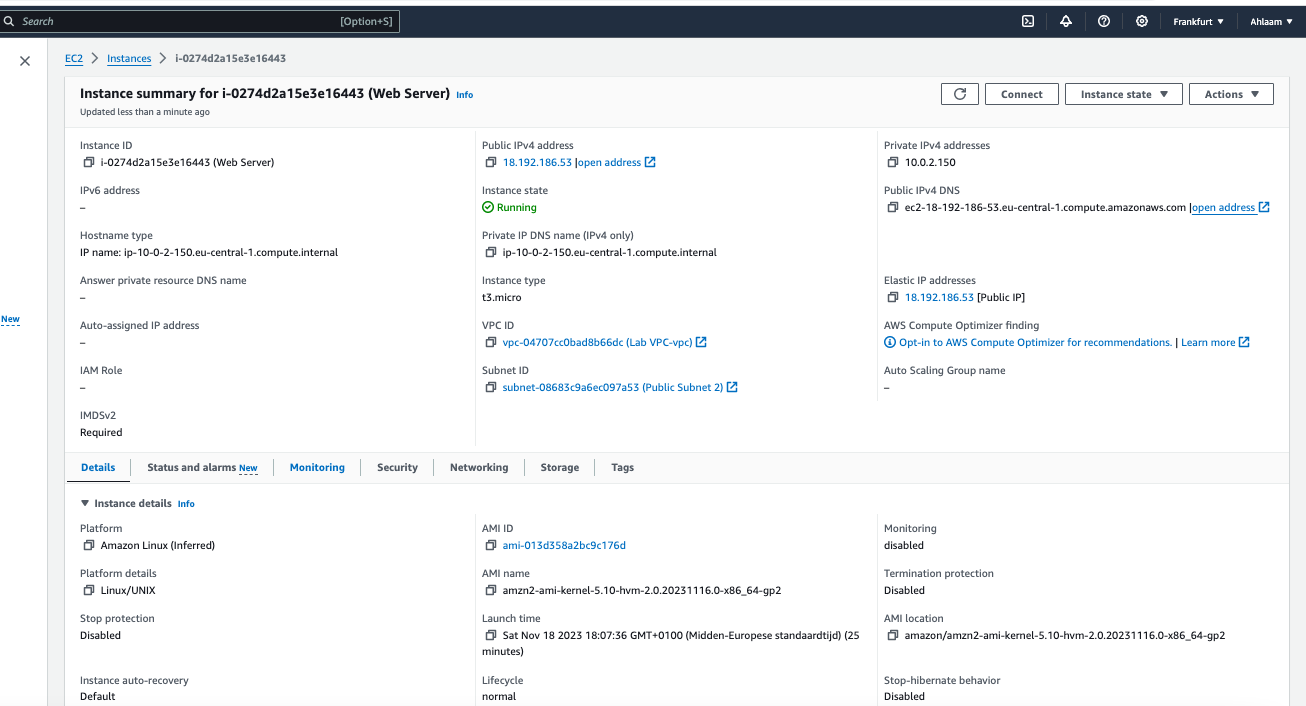 Search [Option+S] Frankfurt ▼ Ahlaam ▼
EC2 > Instances > i-0274d2a15e3e16443
Instance summary for i-0274d2a15e3e16443 (Web Server) Info
Updated less than a minute ago
Connect Instance state ▼ Actions ▼
Instance ID
i-0274d2a15e3e16443 (Web Server)
Public IPv4 address
18.192.186.53 |open address
Private IPv4 addresses
10.0.2.150
IPv6 address
–
Instance state
Running
Public IPv4 DNS
ec2-18-192-186-53.eu-central-1.compute.amazonaws.com |open address
Hostname type
IP name: ip-10-0-2-150.eu-central-1.compute.internal
Private IP DNS name (IPv4 only)
ip-10-0-2-150.eu-central-1.compute.internal
Answer private resource DNS name
–
Instance type
t3.micro
Elastic IP addresses
18.192.186.53 [Public IP]
New
Auto-assigned IP address
–
VPC ID
vpc-04707cc0bad8b66dc (Lab VPC-vpc)
AWS Compute Optimizer finding
Opt-in to AWS Compute Optimizer for recommendations. | Learn more
IAM Role
–
Subnet ID
subnet-08683c9a6ec097a53 (Public Subnet 2)
Auto Scaling Group name
–
IMDSv2
Required
Details Status and alarms New Monitoring Security Networking Storage Tags
▼ Instance details Info
Platform
Amazon Linux (Inferred)
AMI ID
ami-013d358a2bc9c176d
Monitoring
disabled
Platform details
Linux/UNIX
AMI name
amzn2-ami-kernel-5.10-hvm-2.0.20231116.0-x86_64-gp2
Termination protection
Disabled
Stop protection
Disabled
Launch time
Sat Nov 18 2023 18:07:36 GMT+0100 (Midden-Europese standaardtijd) (25
minutes)
AMI location
amazon/amzn2-ami-kernel-5.10-hvm-2.0.20231116.0-x86_64-gp2
Instance auto-recovery
Default
Lifecycle
normal
Stop-hibernate behavior
Disabled